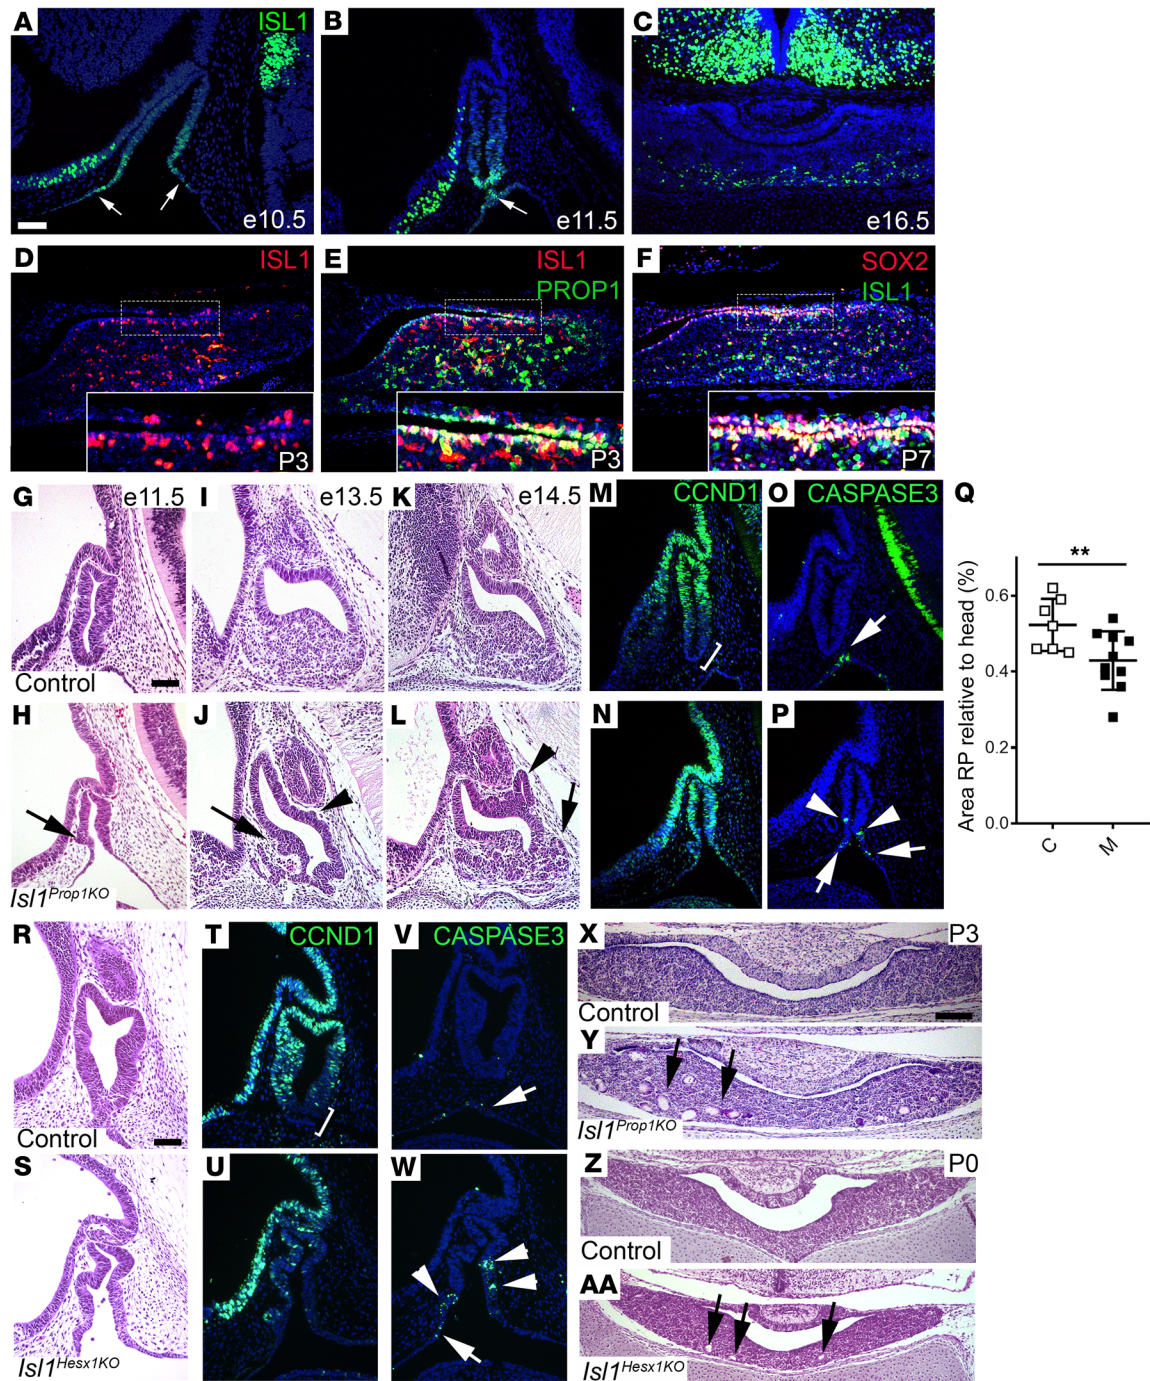 A
ISL1
e10.5
B
e11.5
C
e16.5
D
ISL1
P3
E
ISL1
PROP1
P3
F
SOX2
ISL1
P7
G
e11.5
Control
I
e13.5
K
e14.5
M
CCND1
O
CASPASE3
Q
Area RP relative to head (%)
**
0.6
0.4
0.2
0.0
C
M
H
Isl1Prop1KO
J
L
N
P
R
Control
T
CCND1
V
CASPASE3
X
P3
Control
Y
Isl1Prop1KO
S
Isl1Hesx1KO
U
W
Z
P0
Control
AA
Isl1Hesx1KO